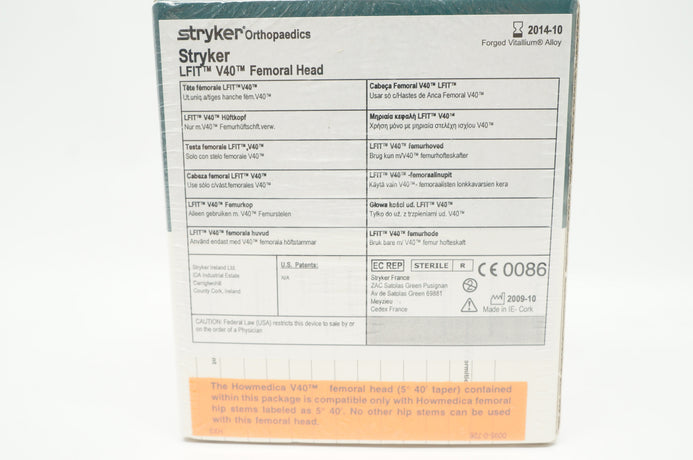 stryker® Orthopaedics
2014-10
Forged Vitallium® Alloy
Stryker
LFIT™ V40™ Femoral Head
Tête fémorale LFIT™V40™
Ut.uniq.a/tiges hanche fém.V40™
Cabeça Femoral V40™ LFIT™
Usar só c/Hastes de Anca Femoral V40™
LFIT™ V40™ Hüftkopf
Nur m.V40™ Femurhüftschft.verw.
Μηριαία κεφαλή LFIT™ V40™
Χρήση μόνο με μηριαία στελέχη ισχίου V40™
Testa femorale LFIT™,V40™
Solo con stelo femorale V40™
LFIT™ V40™ femurhoved
Brug kun m/V40™ femurhofteskafter
Cabeza femoral LFIT™ V40™
Use sólo c/vást.femorales V40™
LFIT™ V40™ -femoraalinupit
Käytä vain V40™ -femoraalisten lonkkavarsien kera
LFIT™ V40™ Femurkop
Alleen gebruiken m. V40™ Femurstelen
Głowa kości ud. LFIT™ V40™
Tylko do uż. z trzpieniami ud. V40™
LFIT™ V40™ femorala huvud
Använd endast med V40™ femorala höftstammar
LFIT™ V40™ femurhode
Bruk bare m/ V40™ femur hofteskaft
Stryker Ireland Ltd.
IDA Industrial Estate
Carrigtwohill
County Cork, Ireland
U.S. Patents:
N/A
EC REP STERILE R
CE 0086
Stryker France
ZAC Satolas Green Pusignan
Av de Satolas Green 69881
Meyzieu
Cedex France
2009-10
Made in IE- Cork
CAUTION: Federal Law (USA) restricts this device to sale by or
on the order of a Physician
The Howmedica V40™ femoral head (5° 40' taper) contained
within this package is compatible only with Howmedica femoral
hip stems labeled as 5° 40'. No other hip stems can be used
with this femoral head.